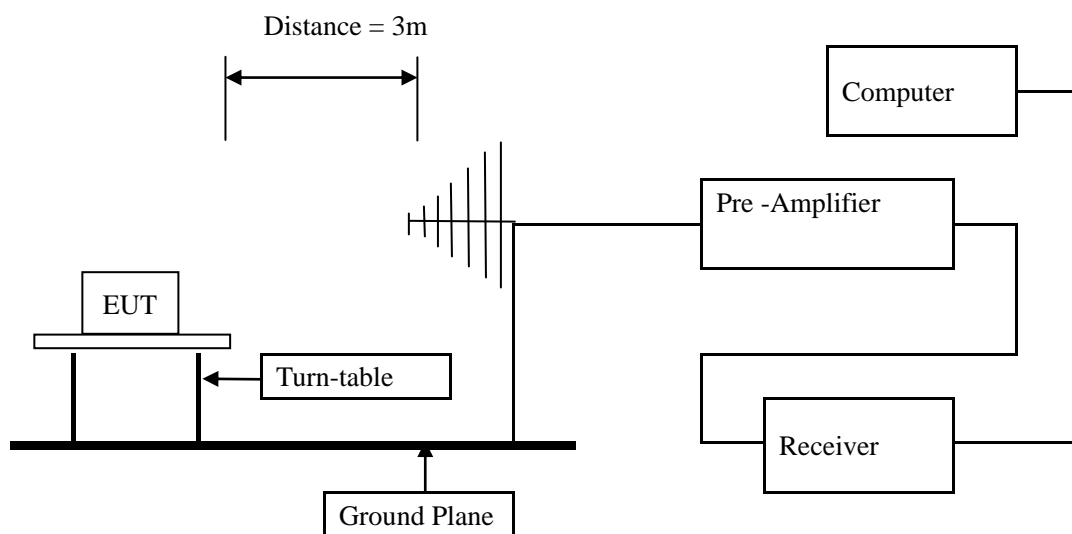 Distance = 3m
Computer
Pre -Amplifier
EUT
Turn-table
Receiver
Ground Plane